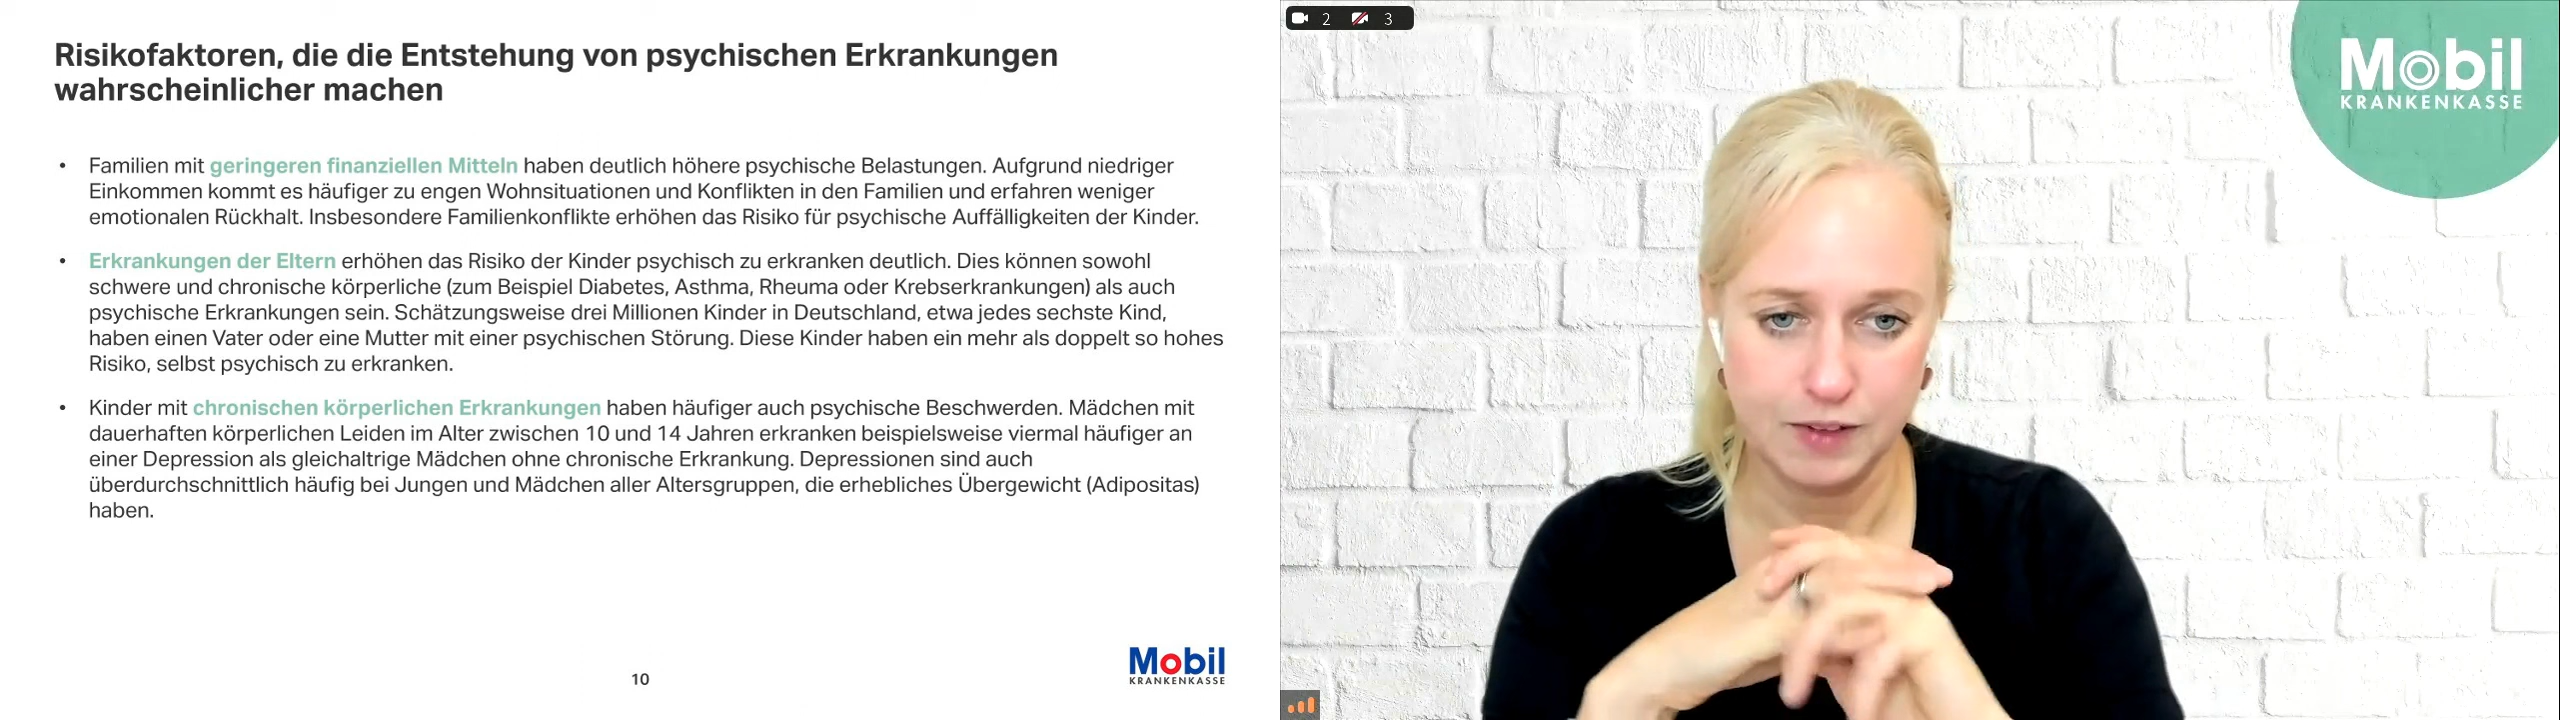 Risikofaktoren, die die Entstehung von psychischen Erkrankungen
wahrscheinlicher machen
• Familien mit geringeren finanziellen Mitteln haben deutlich höhere psychische Belastungen. Aufgrund niedriger
Einkommen kommt es häufiger zu engen Wohnsituationen und Konflikten in den Familien und erfahren weniger
emotionalen Rückhalt. Insbesondere Familienkonflikte erhöhen das Risiko für psychische Auffälligkeiten der Kinder.
• Erkrankungen der Eltern erhöhen das Risiko der Kinder psychisch zu erkranken deutlich. Dies können sowohl
schwere und chronische körperliche (zum Beispiel Diabetes, Asthma, Rheuma oder Krebserkrankungen) als auch
psychische Erkrankungen sein. Schätzungsweise drei Millionen Kinder in Deutschland, etwa jedes sechste Kind,
haben einen Vater oder eine Mutter mit einer psychischen Störung. Diese Kinder haben ein mehr als doppelt so hohes
Risiko, selbst psychisch zu erkranken.
• Kinder mit chronischen körperlichen Erkrankungen haben häufiger auch psychische Beschwerden. Mädchen mit
dauerhaften körperlichen Leiden im Alter zwischen 10 und 14 Jahren erkranken beispielsweise viermal häufiger an
einer Depression als gleichaltrige Mädchen ohne chronische Erkrankung. Depressionen sind auch
überdurchschnittlich häufig bei Jungen und Mädchen aller Altersgruppen, die erhebliches Übergewicht (Adipositas)
haben.
10
Mobil
KRANKENKASSE
2 3
Mobil
KRANKENKASSE